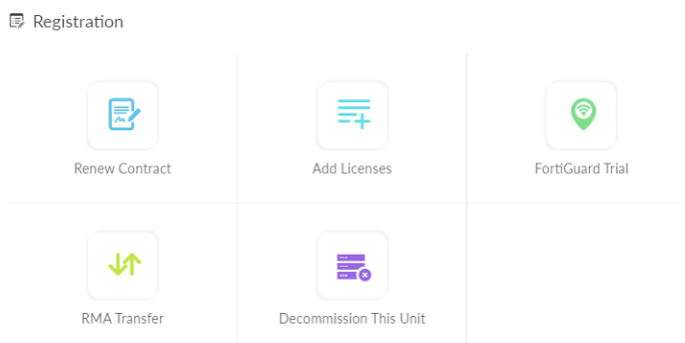 Registration
Renew Contract
Add Licenses
FortiGuard Trial
RMA Transfer
Decommission This Unit